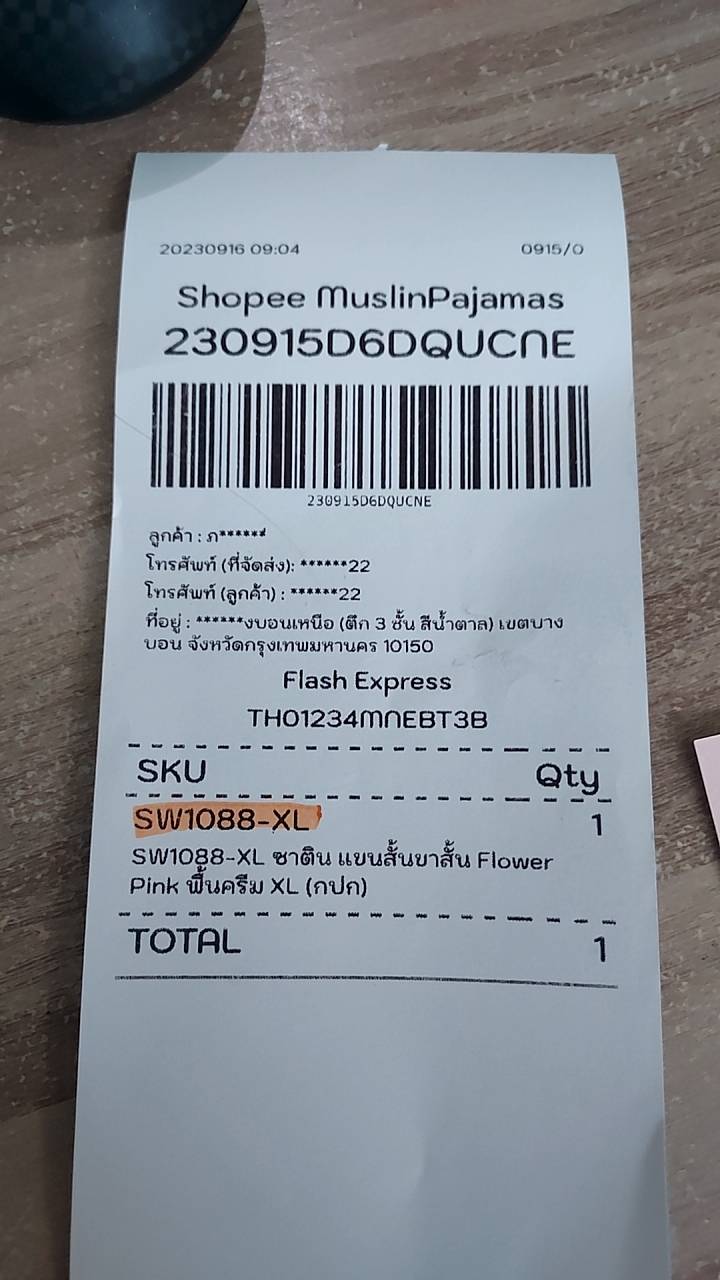 20230916 09:04 0915/0
Shopee MuslinPajamas
230915D6DQUCNE
230915D6DQUCNE
ลูกค้า : ภ******
โทรศัพท์ (ที่จัดส่ง): ******22
โทรศัพท์ (ลูกค้า) : ******22
ที่อยู่ : ******งบอนเหนือ (ตึก 3 ชั้น สีน้ำตาล) เขตบาง
บอน จังหวัดกรุงเทพมหานคร 10150
Flash Express
TH01234MNEBT3B
SKU Qty
SW1088-XL 1
SW1088-XL ซาติน แขนสั้นขาสั้น Flower
Pink พื้นครีม XL (กปก)
TOTAL 1